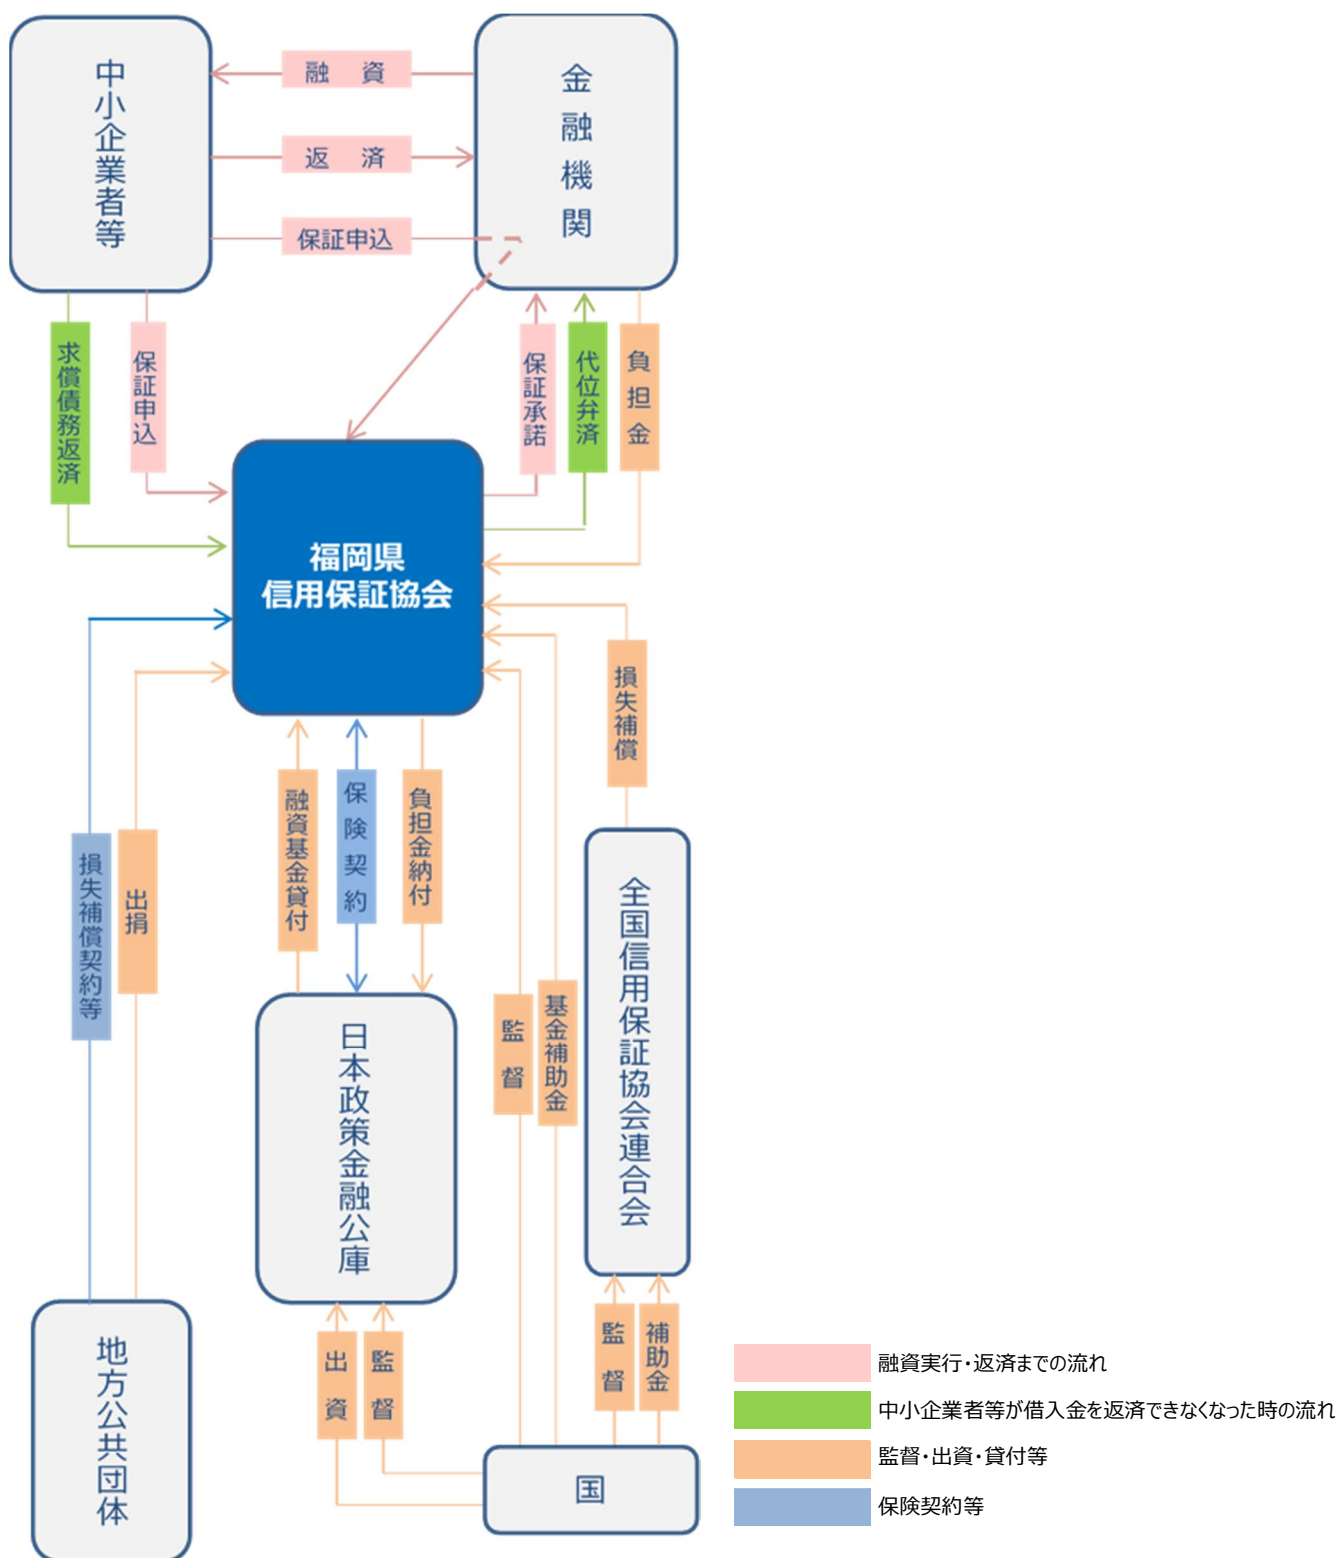 中小企業者等
金融機関
融資
返済
保証申込
求償債務返済
保証申込
保証承諾
代位弁済
負担金
福岡県
信用保証協会
損失補償
融資基金貸付
保険契約
負担金納付
損失補償契約等
出捐
全国信用保証協会連合会
監督
基金補助金
日本政策金融公庫
地方公共団体
出資
監督
監督
補助金
国
融資実行・返済までの流れ
中小企業者等が借入金を返済できなくなった時の流れ
監督・出資・貸付等
保険契約等